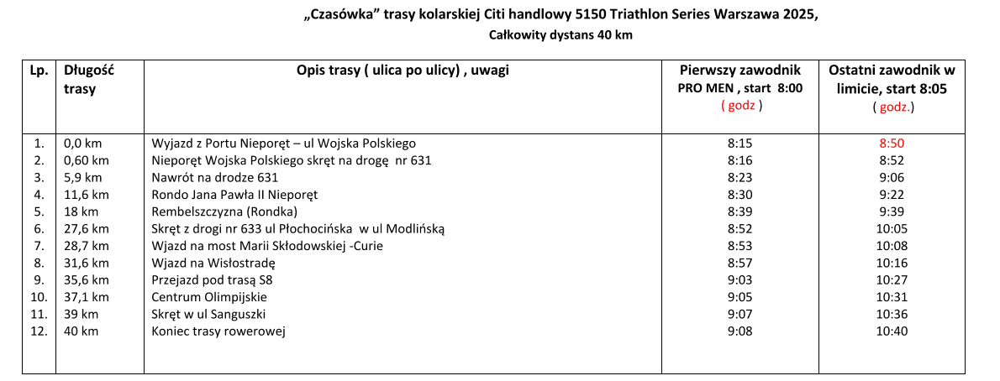 „Czasówka” trasy kolarskiej Citi handlowy 5150 Triathlon Series Warszawa 2025,
Całkowity dystans 40 km
Lp. Długość trasy Opis trasy ( ulica po ulicy) , uwagi Pierwszy zawodnik PRO MEN , start 8:00 ( godz ) Ostatni zawodnik w limicie, start 8:05 ( godz.)
1. 0,0 km Wyjazd z Portu Nieporęt – ul Wojska Polskiego 8:15 8:50
2. 0,60 km Nieporęt Wojska Polskiego skręt na drogę nr 631 8:16 8:52
3. 5,9 km Nawrót na drodze 631 8:23 9:06
4. 11,6 km Rondo Jana Pawła II Nieporęt 8:30 9:22
5. 18 km Rembelszczyzna (Rondka) 8:39 9:39
6. 27,6 km Skręt z drogi nr 633 ul Płochocińska w ul Modlińską 8:52 10:05
7. 28,7 km Wjazd na most Marii Skłodowskiej -Curie 8:53 10:08
8. 31,6 km Wjazd na Wisłostradę 8:57 10:16
9. 35,6 km Przejazd pod trasą S8 9:03 10:27
10. 37,1 km Centrum Olimpijskie 9:05 10:31
11. 39 km Skręt w ul Sanguszki 9:07 10:36
12. 40 km Koniec trasy rowerowej 9:08 10:40